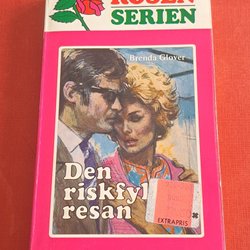 ROSEN
SERIEN
Brenda Glover
Den
riskfyl
resan
EXTRAPRIS